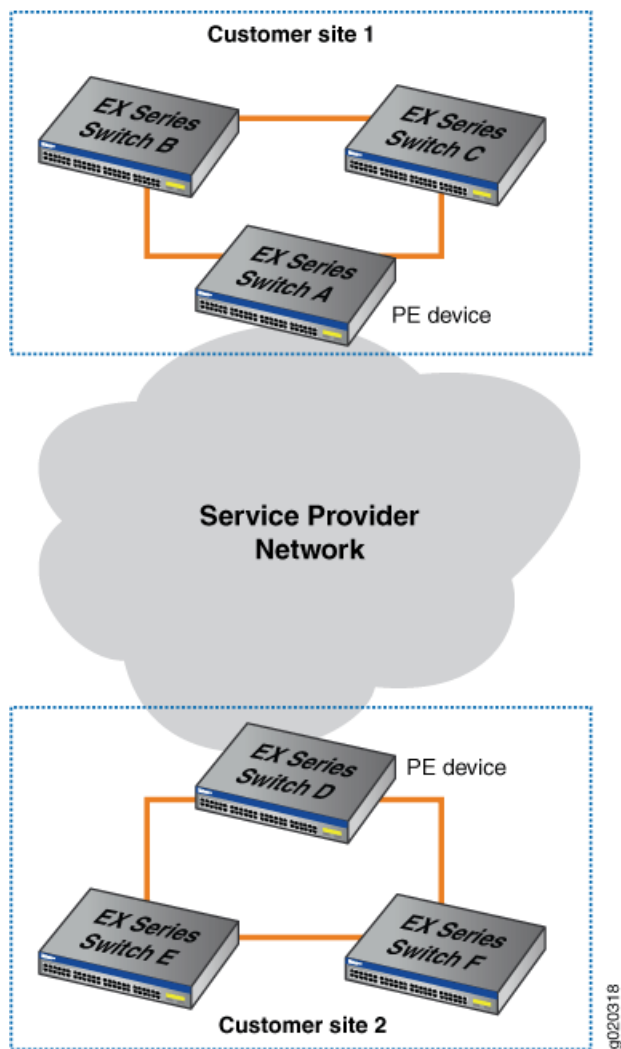 Customer site 1
EX Series
Switch B
EX Series
Switch C
EX Series
Switch A
PE device
Service Provider
Network
EX Series
Switch D
PE device
EX Series
Switch E
EX Series
Switch F
Customer site 2
g020318